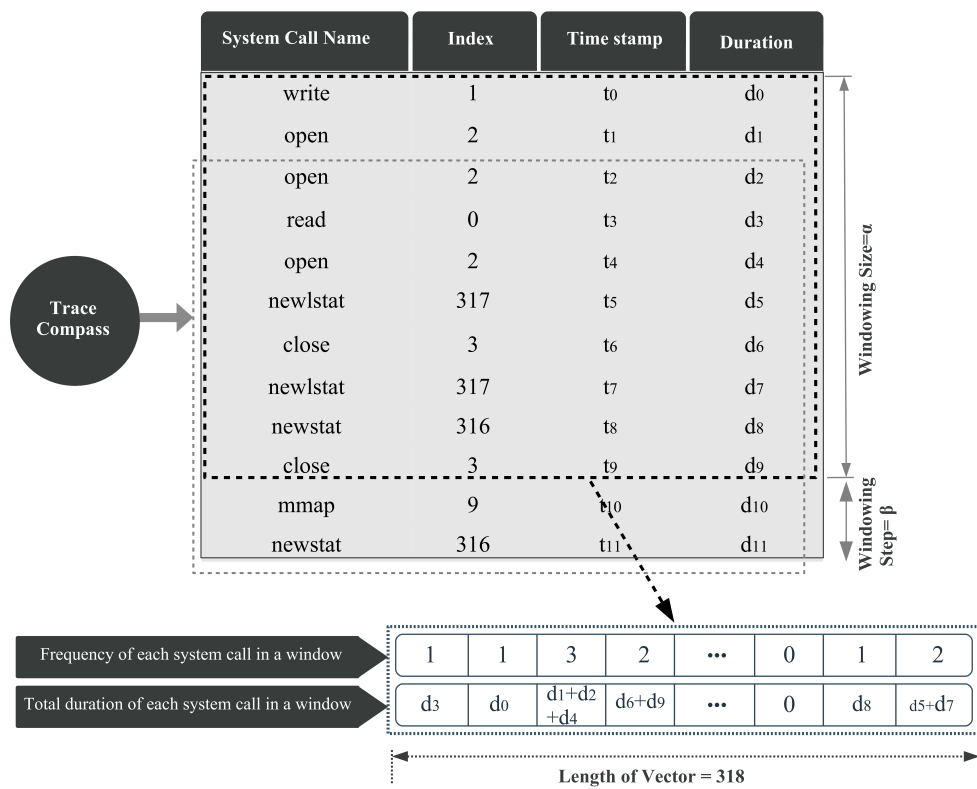 System Call Name Index Time stamp Duration
write 1 t0 d0
open 2 t1 d1
open 2 t2 d2
read 0 t3 d3
open 2 t4 d4
newlstat 317 t5 d5
close 3 t6 d6
newlstat 317 t7 d7
newstat 316 t8 d8
close 3 t9 d9
mmap 9 t10 d10
newstat 316 t11 d11
Trace
Compass
Windowing Size=α
Windowing
Step= β
Frequency of each system call in a window 1 1 3 2 ... 0 1 2
Total duration of each system call in a window d3 d0 d1+d2 d6+d9 ... 0 d8 d5+d7
+d4
Length of Vector = 318